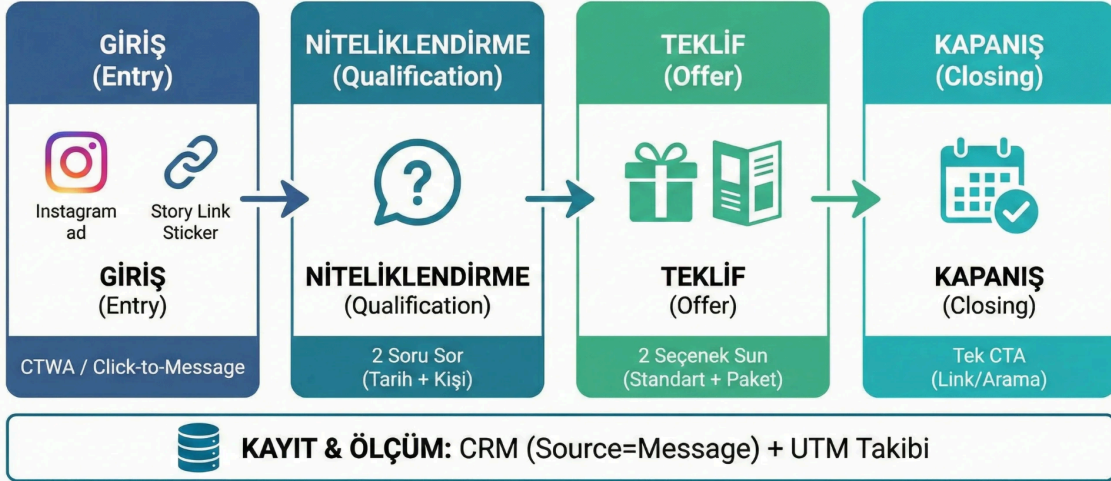 GİRİŞ
(Entry)
Instagram
ad
Story Link
Sticker
GİRİŞ
(Entry)
CTWA / Click-to-Message
NİTELİKLENDİRME
(Qualification)
?
NİTELİKLENDİRME
(Qualification)
2 Soru Sor
(Tarih + Kişi)
TEKLİF
(Offer)
TEKLİF
(Offer)
2 Seçenek Sun
(Standart + Paket)
KAPANIŞ
(Closing)
KAPANIŞ
(Closing)
Tek CTA
(Link/Arama)
KAYIT & ÖLÇÜM: CRM (Source=Message) + UTM Takibi